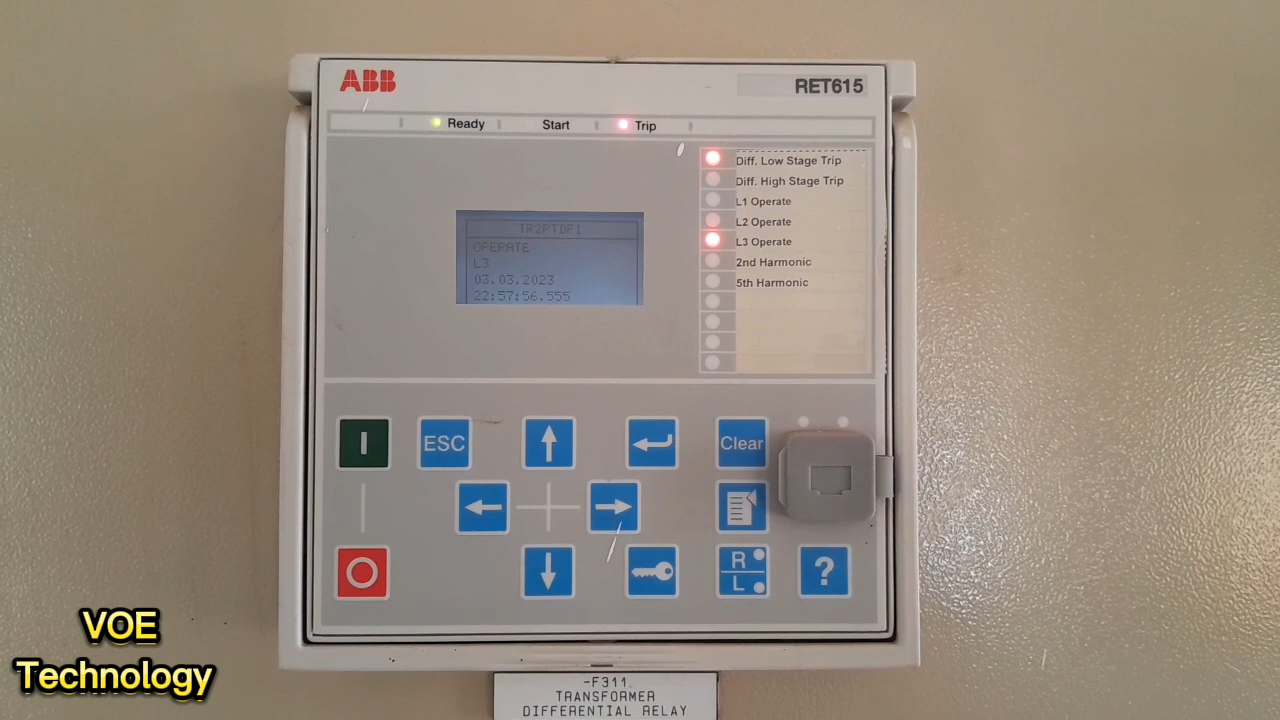 ABB
RET615
Ready
Start
Trip
Diff. Low Stage Trip
Diff. High Stage Trip
L1 Operate
L2 Operate
L3 Operate
2nd Harmonic
5th Harmonic
TR2PTDF1
OPERATE
L3
03.03.2023
22:57:56.555
I
ESC
Clear
R
L
?
VOE
Technology
-F311
TRANSFORMER
DIFFERENTIAL RELAY